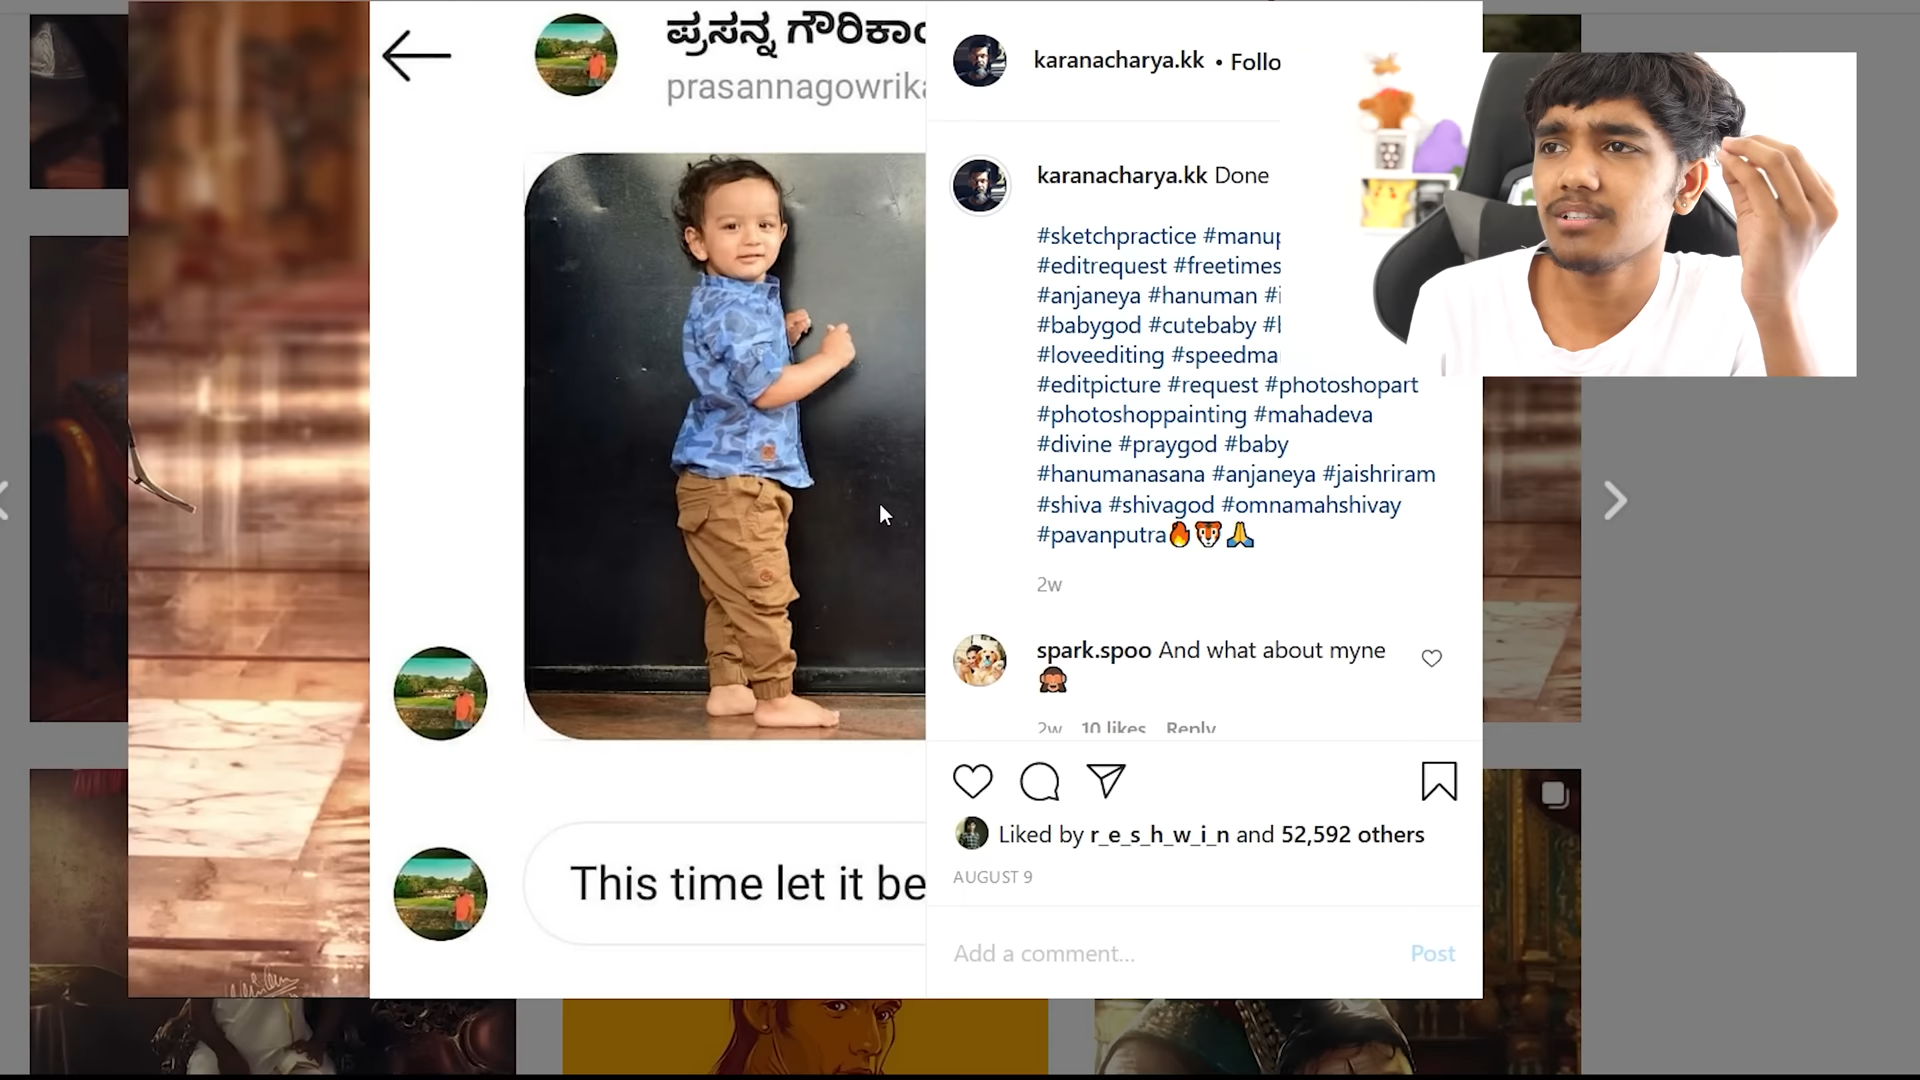 ಪ್ರಸನ್ನ
prasannagowrika
This time let it be
karanacharya.kk • Follo
karanacharya.kk Done
#sketchpractice #manup
#editrequest #freetimes
#anjaneya #hanuman
#babygod #cutebaby
#loveediting #speedma
#editpicture #request #photoshopart
#photoshoppainting #mahadeva
#divine #praygod #baby
#hanumanasana #anjaneya #jaishriram
#shiva #shivagod #omnamahshivay
#pavanputra🔥🐯🙏
2w
spark.spoo And what about myne
🙈
2w 10 likes Reply
Liked by r_e_s_h_w_i_n and 52,592 others
AUGUST 9
Add a comment... Post